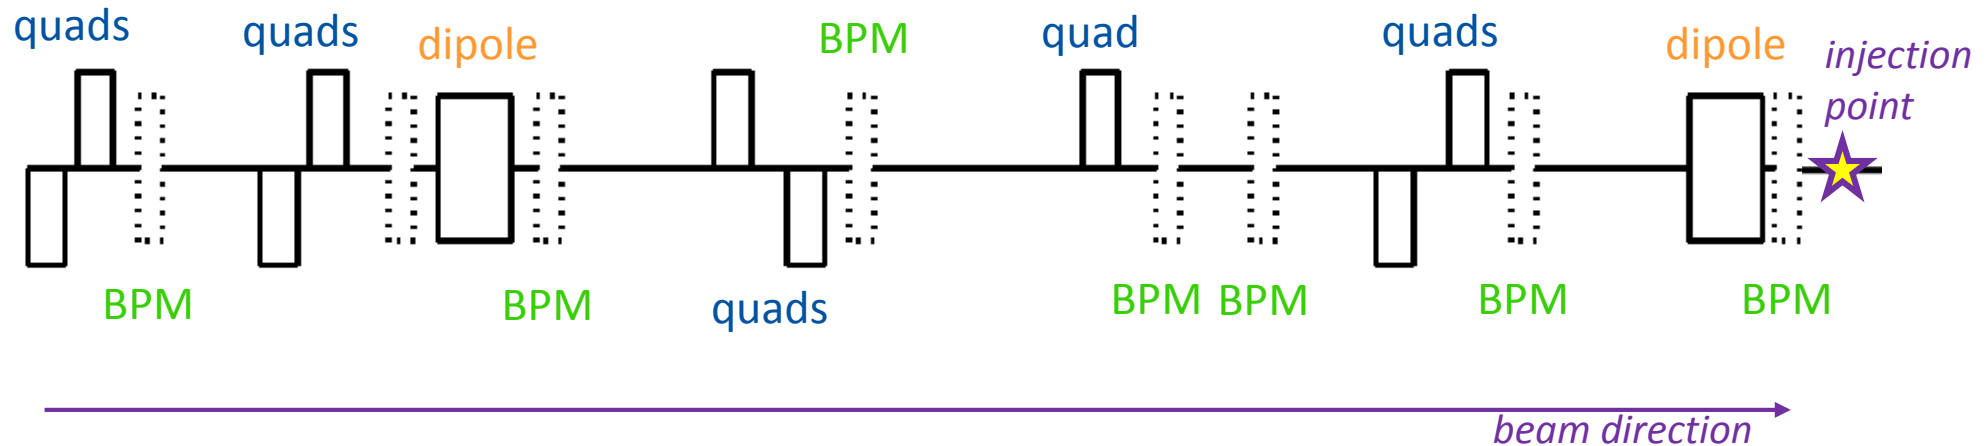 quads
quads
dipole
BPM
quad
quads
dipole
injection
point
BPM
BPM
quads
BPM
BPM
BPM
BPM
beam direction